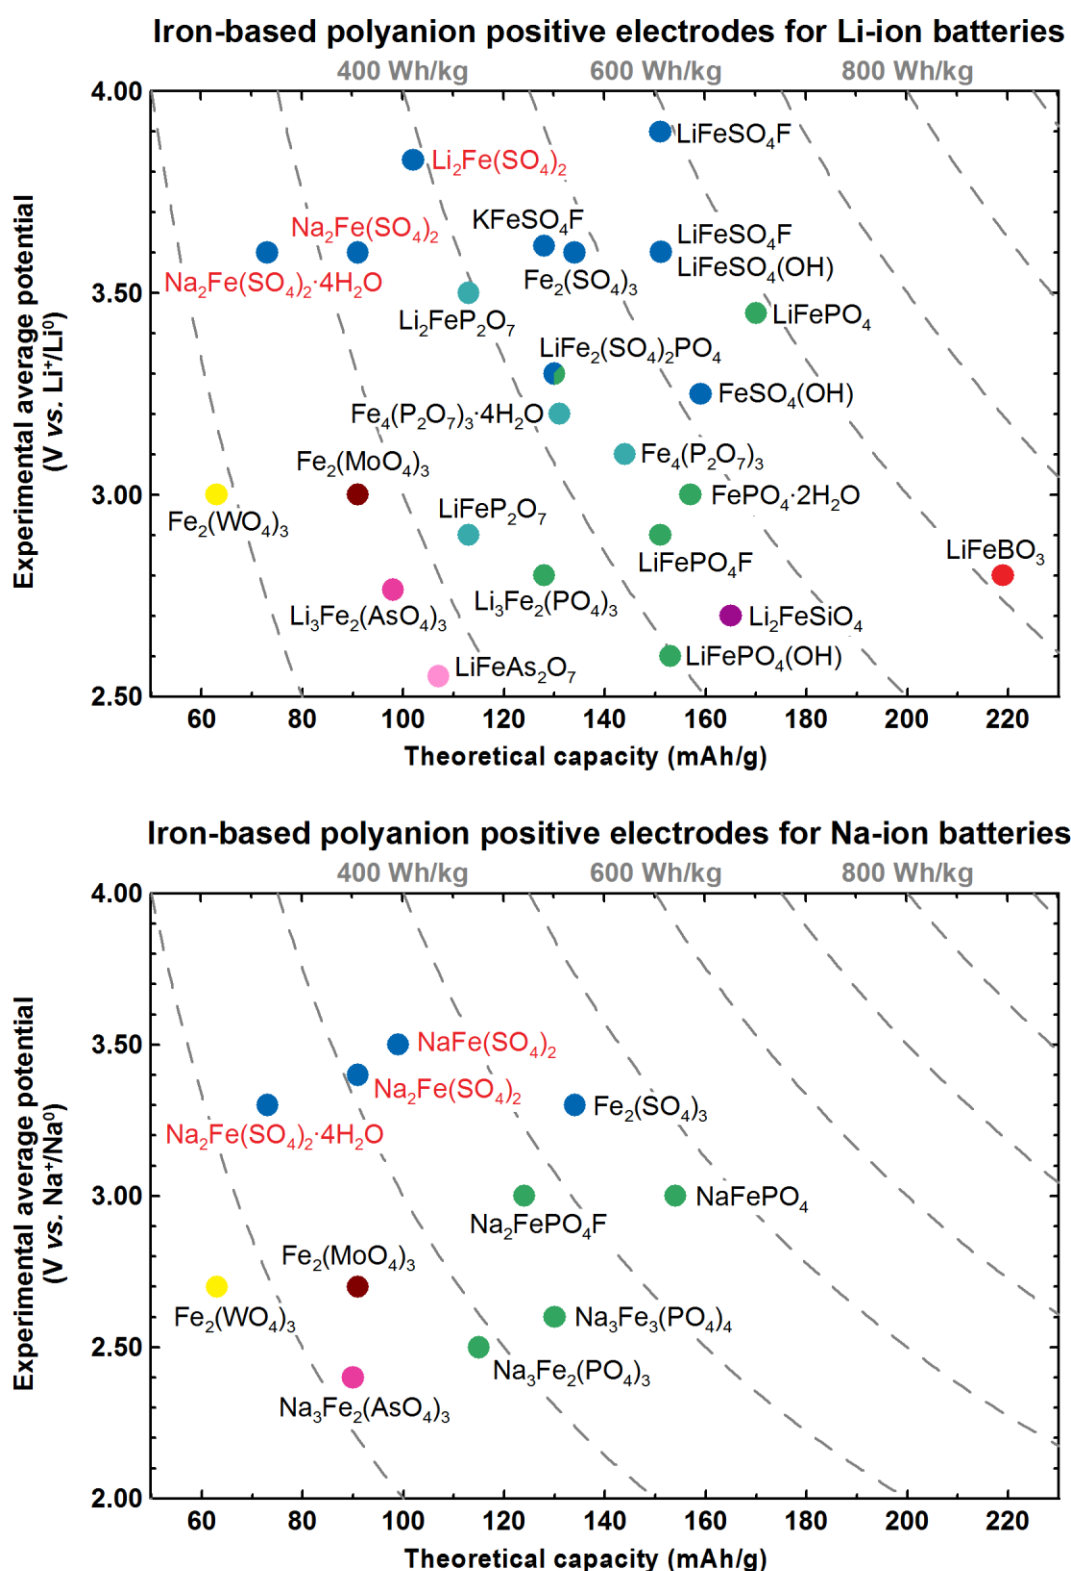 Iron-based polyanion positive electrodes for Li-ion batteries
400 Wh/kg 600 Wh/kg 800 Wh/kg
4.00
3.50
3.00
2.50
Experimental average potential
(V vs. Li⁺/Li⁰)
LiFeSO₄F
Li₂Fe(SO₄)₂
KFeSO₄F
Na₂Fe(SO₄)₂
LiFeSO₄F
LiFeSO₄(OH)
Na₂Fe(SO₄)₂·4H₂O
Fe₂(SO₄)₃
Li₂FeP₂O₇
LiFePO₄
LiFe₂(SO₄)₂PO₄
FeSO₄(OH)
Fe₄(P₂O₇)₃·4H₂O
Fe₂(MoO₄)₃
Fe₄(P₂O₇)₃
FePO₄·2H₂O
LiFeP₂O₇
Fe₂(WO₄)₃
LiFePO₄F
LiFeBO₃
Li₃Fe₂(AsO₄)₃
Li₃Fe₂(PO₄)₃
Li₂FeSiO₄
LiFePO₄(OH)
LiFeAs₂O₇
60 80 100 120 140 160 180 200 220
Theoretical capacity (mAh/g)
Iron-based polyanion positive electrodes for Na-ion batteries
400 Wh/kg 600 Wh/kg 800 Wh/kg
4.00
3.50
3.00
2.50
2.00
Experimental average potential
(V vs. Na⁺/Na⁰)
NaFe(SO₄)₂
Na₂Fe(SO₄)₂
Fe₂(SO₄)₃
Na₂Fe(SO₄)₂·4H₂O
NaFePO₄
Na₂FePO₄F
Fe₂(MoO₄)₃
Fe₂(WO₄)₃
Na₃Fe₃(PO₄)₄
Na₃Fe₂(PO₄)₃
Na₃Fe₂(AsO₄)₃
60 80 100 120 140 160 180 200 220
Theoretical capacity (mAh/g)